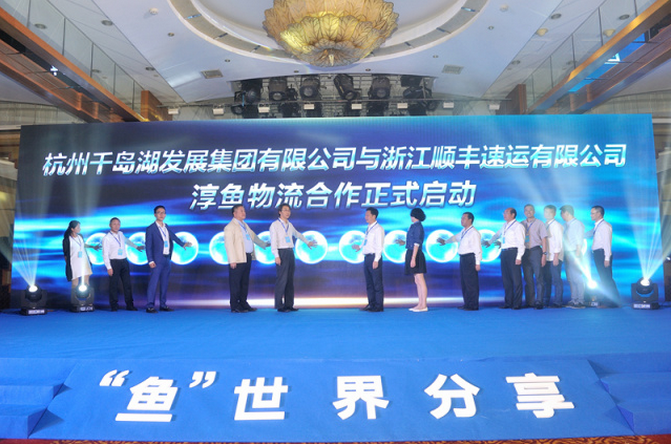 杭州千岛湖发展集团有限公司与浙江顺丰速运有限公司
淳鱼物流合作正式启动
“鱼”世界分享